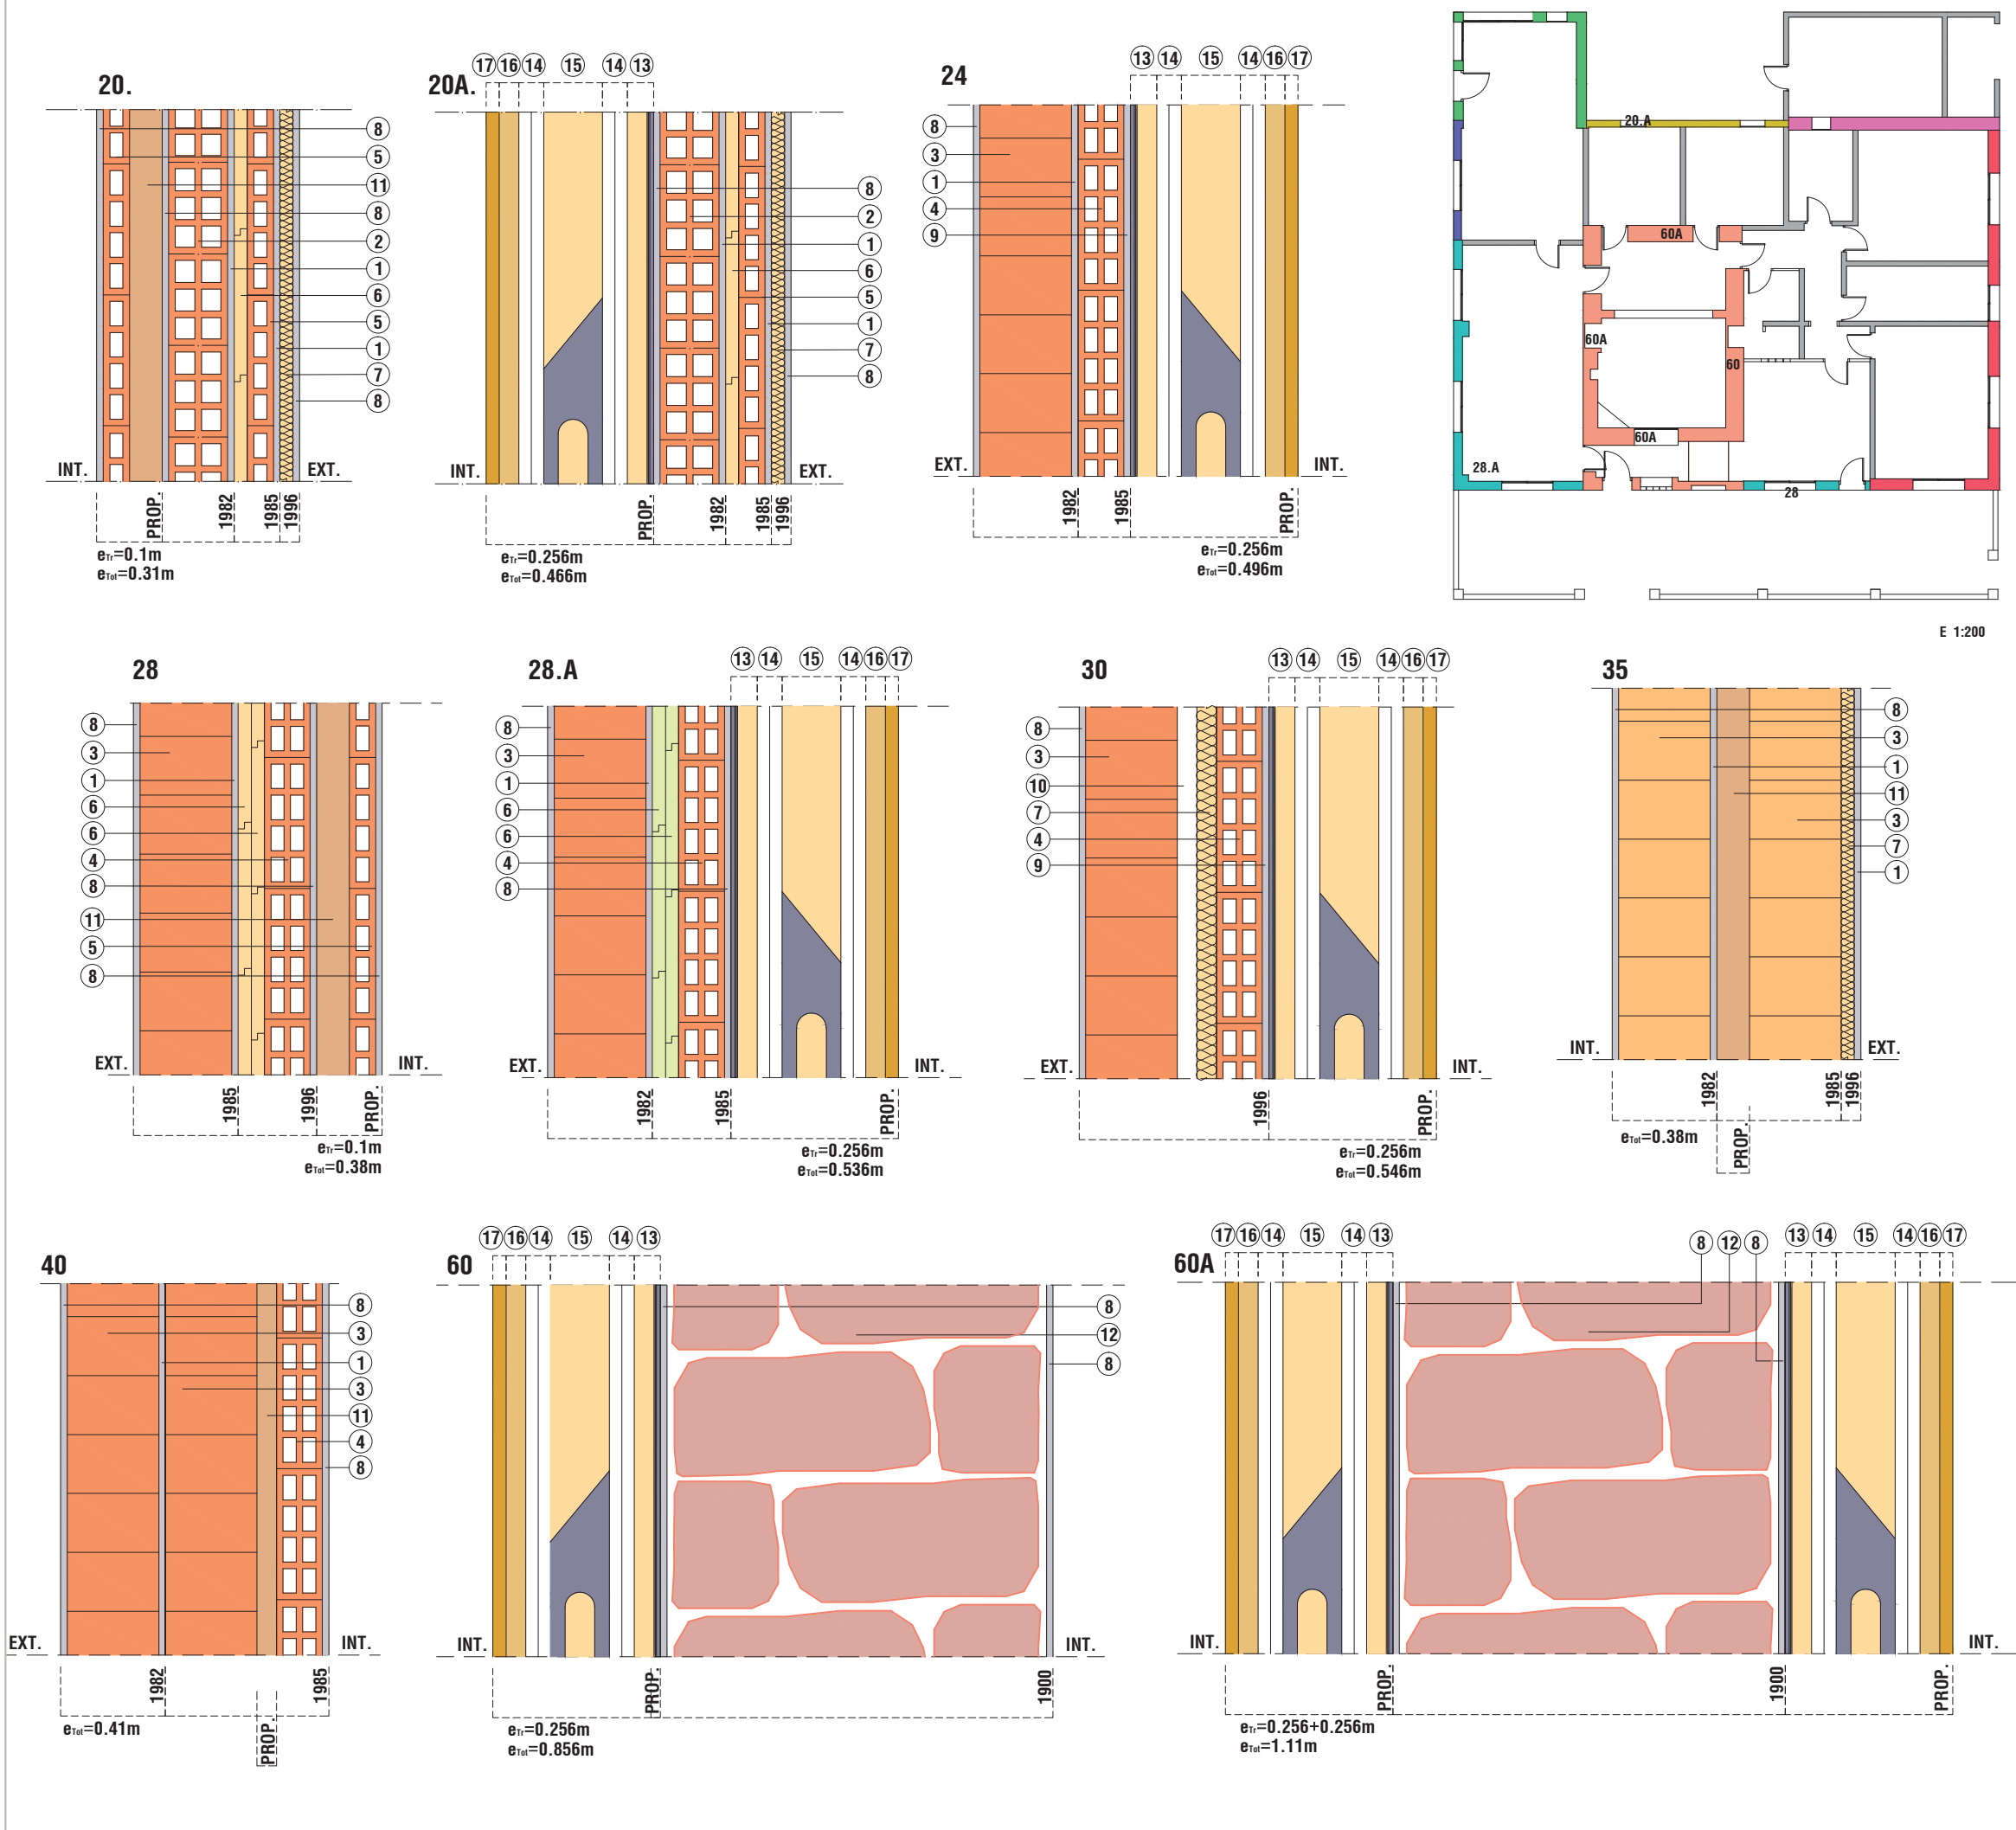 20.
8
5
11
8
2
1
6
5
1
7
8
INT.
EXT.
PROP.
1982
1985
1996
eTr=0.1m
eTot=0.31m
20A.
17 16 14 15 14 13
8
2
1
6
5
1
7
8
INT.
EXT.
PROP.
1982
1985
1996
eTr=0.256m
eTot=0.466m
24
13 14 15 14 16 17
8
3
1
4
9
EXT.
INT.
1982
1985
PROP.
eTr=0.256m
eTot=0.496m
20.A
60A
60A
60
60A
28.A
28
E 1:200
28
8
3
1
6
6
4
8
11
5
8
EXT.
INT.
1985
1996
PROP.
eTr=0.1m
eTot=0.38m
28.A
13 14 15 14 16 17
8
3
1
6
6
4
8
EXT.
INT.
1982
1985
PROP.
eTr=0.256m
eTot=0.536m
30
13 14 15 14 16 17
8
3
10
7
4
9
EXT.
INT.
1996
PROP.
eTr=0.256m
eTot=0.546m
35
8
3
1
11
3
7
1
INT.
EXT.
1982
PROP.
1985
1996
eTot=0.38m
40
8
3
1
3
11
4
8
EXT.
INT.
1982
PROP.
1985
eTot=0.41m
60
17 16 14 15 14 13
8
12
8
INT.
INT.
PROP.
1900
eTr=0.256m
eTot=0.856m
60A
17 16 14 15 14 13
8 12 8
13 14 15 14 16 17
INT.
INT.
PROP.
1900
PROP.
eTr=0.256+0.256m
eTot=1.11m